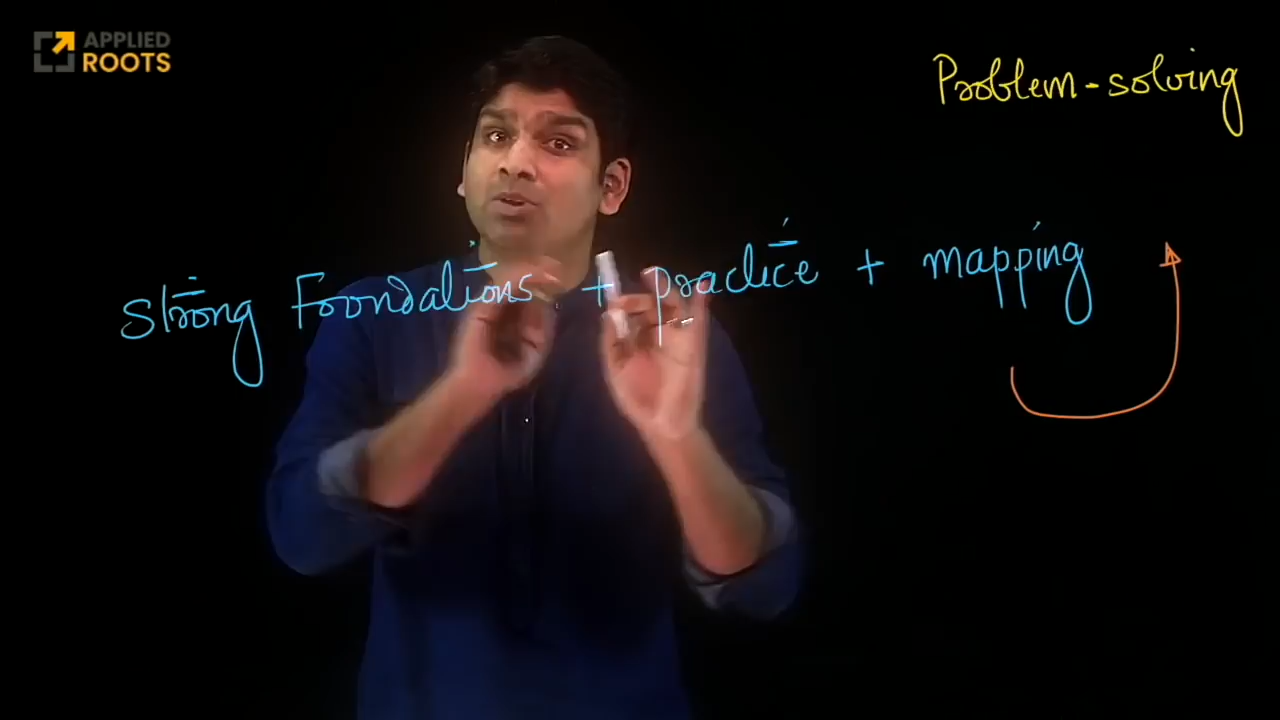 APPLIED
ROOTS
Problem-solving
Strong Foundations + practice + mapping